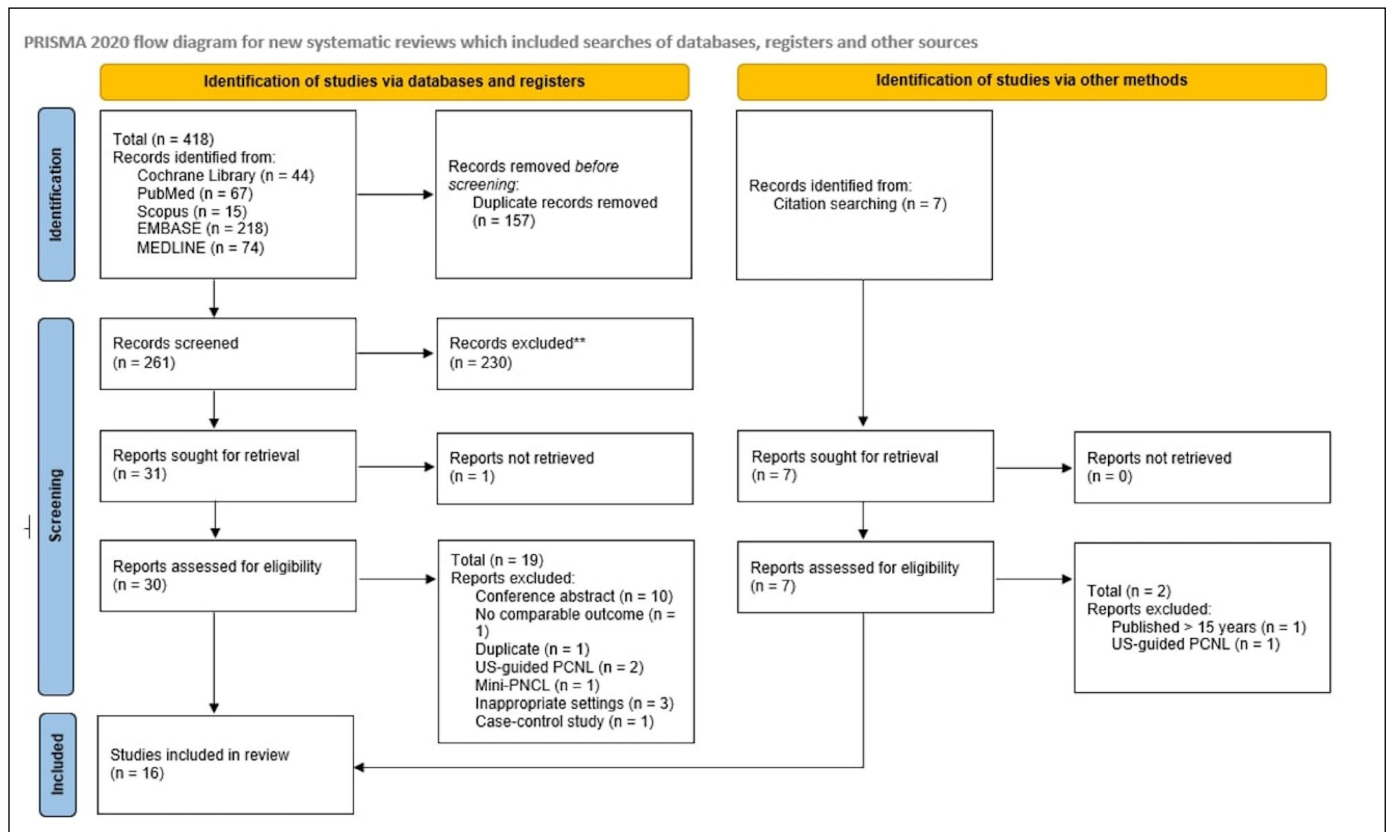 PRISMA 2020 flow diagram for new systematic reviews which included searches of databases, registers and other sources
Identification of studies via databases and registers
Identification of studies via other methods
Identification
Total (n = 418)
Records identified from:
Cochrane Library (n = 44)
PubMed (n = 67)
Scopus (n = 15)
EMBASE (n = 218)
MEDLINE (n = 74)
Records removed before
screening:
Duplicate records removed
(n = 157)
Records identified from:
Citation searching (n = 7)
Screening
Records screened
(n = 261)
Records excluded**
(n = 230)
Reports sought for retrieval
(n = 31)
Reports not retrieved
(n = 1)
Reports sought for retrieval
(n = 7)
Reports not retrieved
(n = 0)
Reports assessed for eligibility
(n = 30)
Total (n = 19)
Reports excluded:
Conference abstract (n = 10)
No comparable outcome (n =
1)
Duplicate (n = 1)
US-guided PCNL (n = 2)
Mini-PNCL (n = 1)
Inappropriate settings (n = 3)
Case-control study (n = 1)
Reports assessed for eligibility
(n = 7)
Total (n = 2)
Reports excluded:
Published > 15 years (n = 1)
US-guided PCNL (n = 1)
Included
Studies included in review
(n = 16)